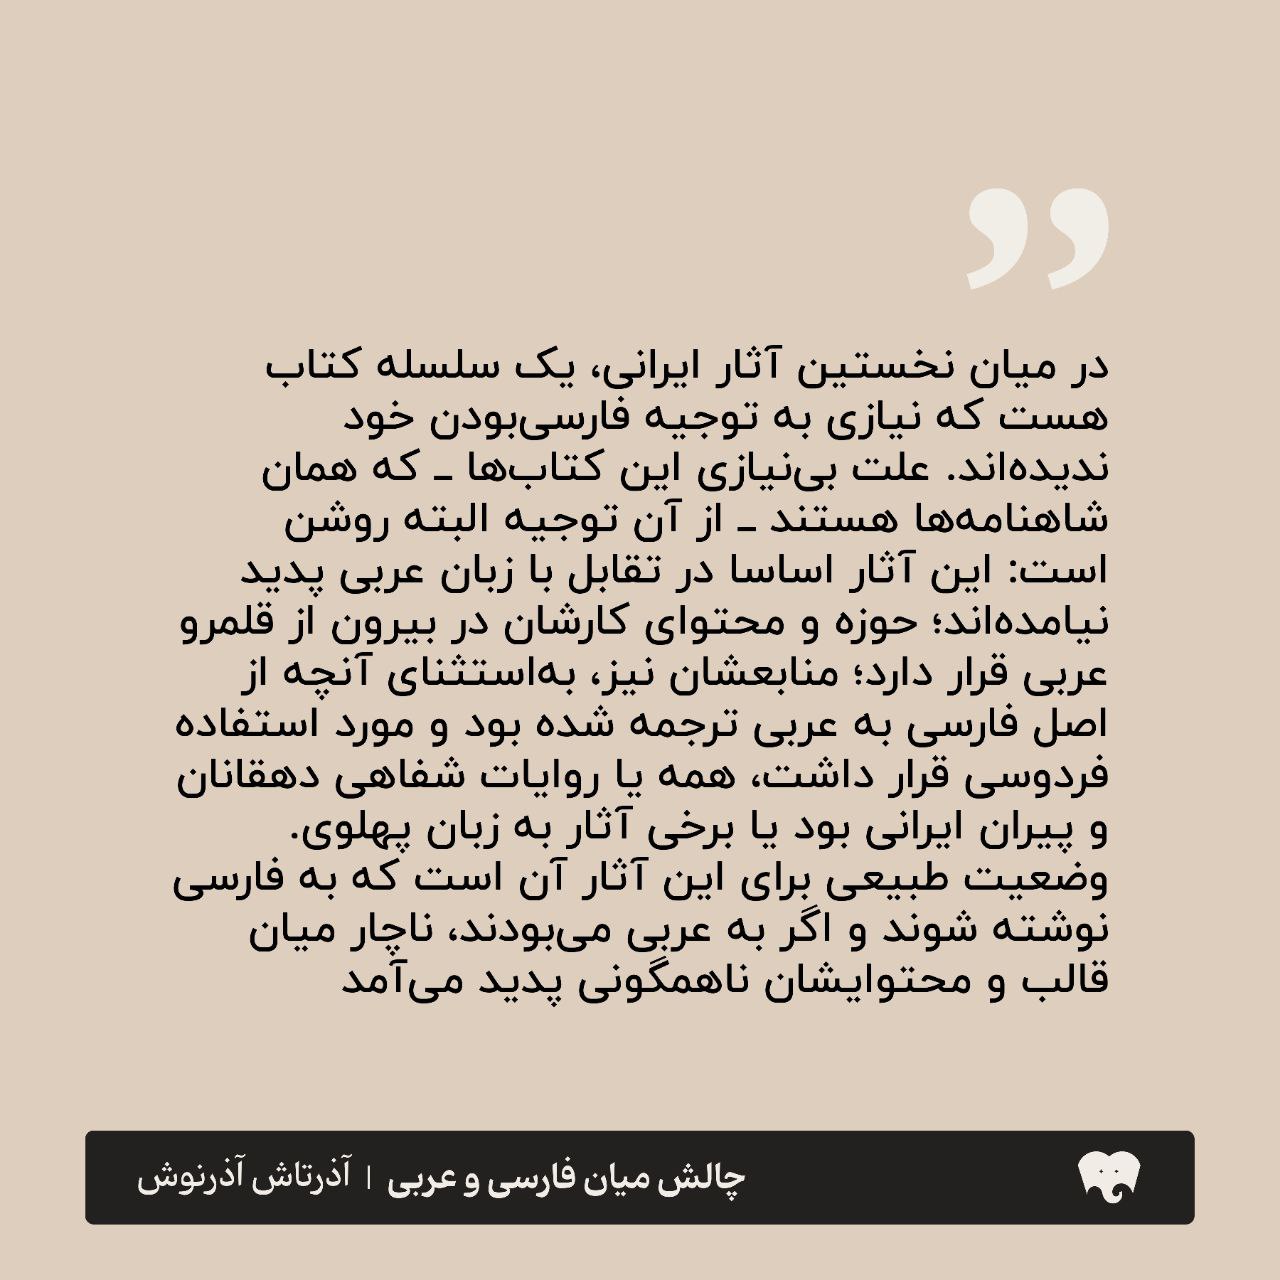 ”
در میان نخستین آثار ایرانی، یک سلسله کتاب
هست که نیازی به توجیه فارسی‌بودن خود
ندیده‌اند. علت بی‌نیازی این کتاب‌ها ـ که همان
شاهنامه‌ها هستند ـ از آن توجیه البته روشن
است: این آثار اساسا در تقابل با زبان عربی پدید
نیامده‌اند؛ حوزه و محتوای کارشان در بیرون از قلمرو
عربی قرار دارد؛ منابعشان نیز، به‌استثنای آنچه از
اصل فارسی به عربی ترجمه شده بود و مورد استفاده
فردوسی قرار داشت، همه یا روایات شفاهی دهقانان
و پیران ایرانی بود یا برخی آثار به زبان پهلوی.
وضعیت طبیعی برای این آثار آن است که به فارسی
نوشته شوند و اگر به عربی می‌بودند، ناچار میان
قالب و محتوایشان ناهمگونی پدید می‌آمد
چالش میان فارسی و عربی | آذرتاش آذرنوش